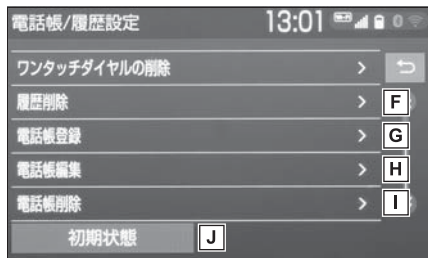 電話帳/履歴設定 13:01
ワンタッチダイヤルの削除 >
履歴削除 > F
電話帳登録 > G
電話帳編集 > H
電話帳削除 > I
初期状態 J